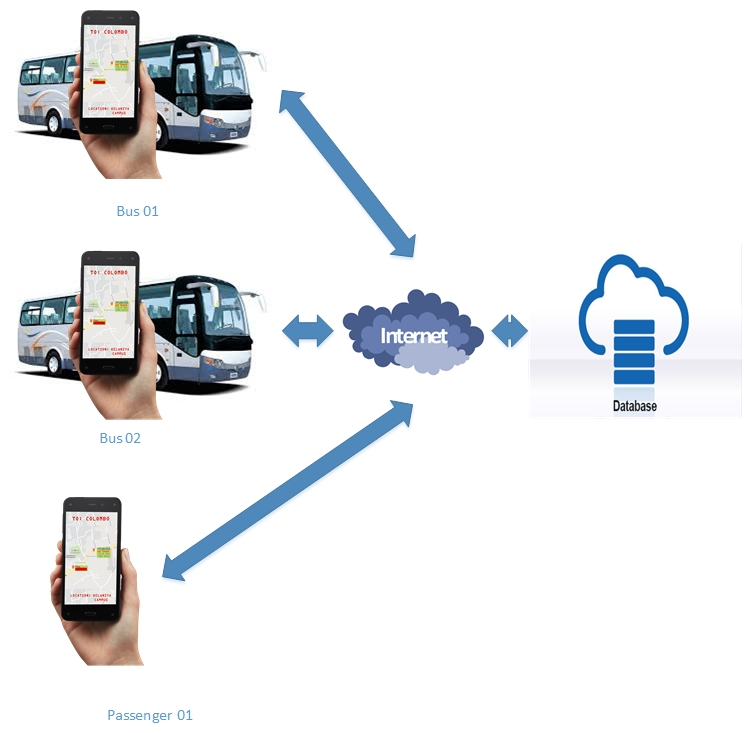 TO: COLOMBO
LOCATION: KELANIYA
CAMPUS
Bus 01
TO: COLOMBO
LOCATION: KELANIYA
CAMPUS
Bus 02
Internet
Database
TO: COLOMBO
LOCATION: KELANIYA
CAMPUS
Passenger 01